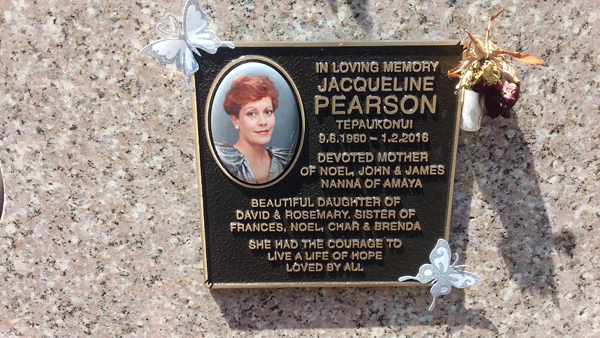 IN LOVING MEMORY
JACQUELINE
PEARSON
TEPAUKONUI
9.6.1960 – 1.2.2016
DEVOTED MOTHER
OF NOEL, JOHN & JAMES
NANNA OF AMAYA
BEAUTIFUL DAUGHTER OF
DAVID & ROSEMARY. SISTER OF
FRANCES, NOEL, CHAR & BRENDA
SHE HAD THE COURAGE TO
LIVE A LIFE OF HOPE
LOVED BY ALL